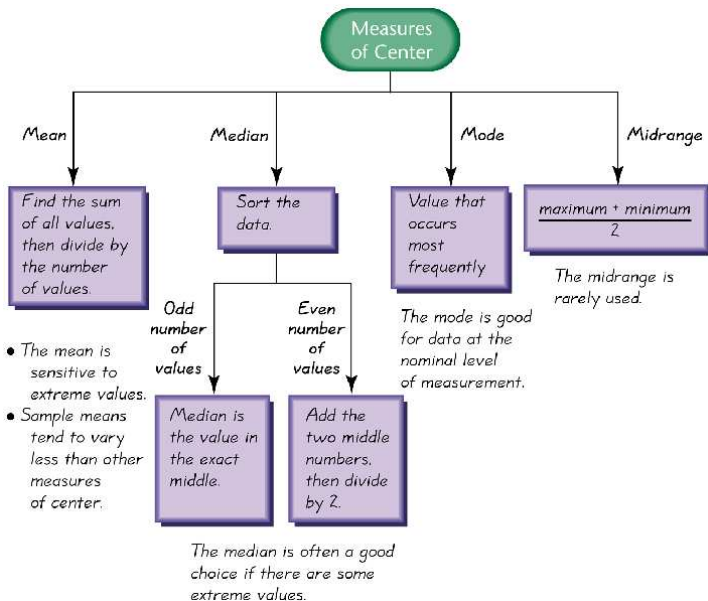 Measures
of Center
Mean
Median
Mode
Midrange
Find the sum
of all values,
then divide by
the number
of values.
Sort the
data.
Value that
occurs
most
frequently
maximum + minimum
2
The midrange is
rarely used.
The mode is good
for data at the
nominal level
of measurement.
Odd
number
of
values
Even
number
of
values
• The mean is
sensitive to
extreme values.
• Sample means
tend to vary
less than other
measures
of center.
Median is
the value in
the exact
middle.
Add the
two middle
numbers,
then divide
by 2.
The median is often a good
choice if there are some
extreme values.